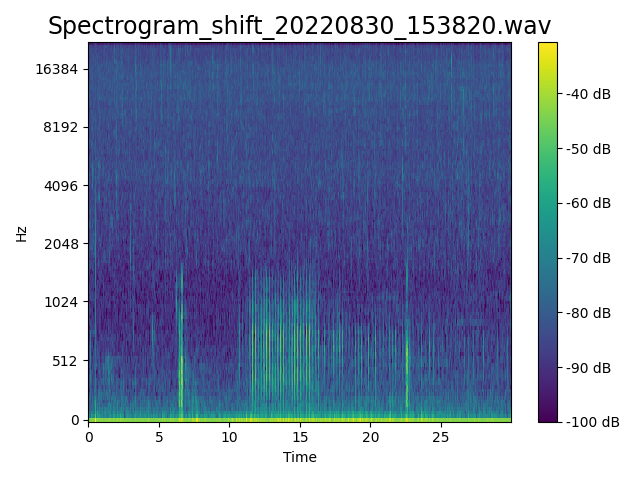 Spectrogram_shift_20220830_153820.wav
16384
8192
4096
2048
1024
512
0
Hz
0 5 10 15 20 25
Time
-40 dB
-50 dB
-60 dB
-70 dB
-80 dB
-90 dB
-100 dB